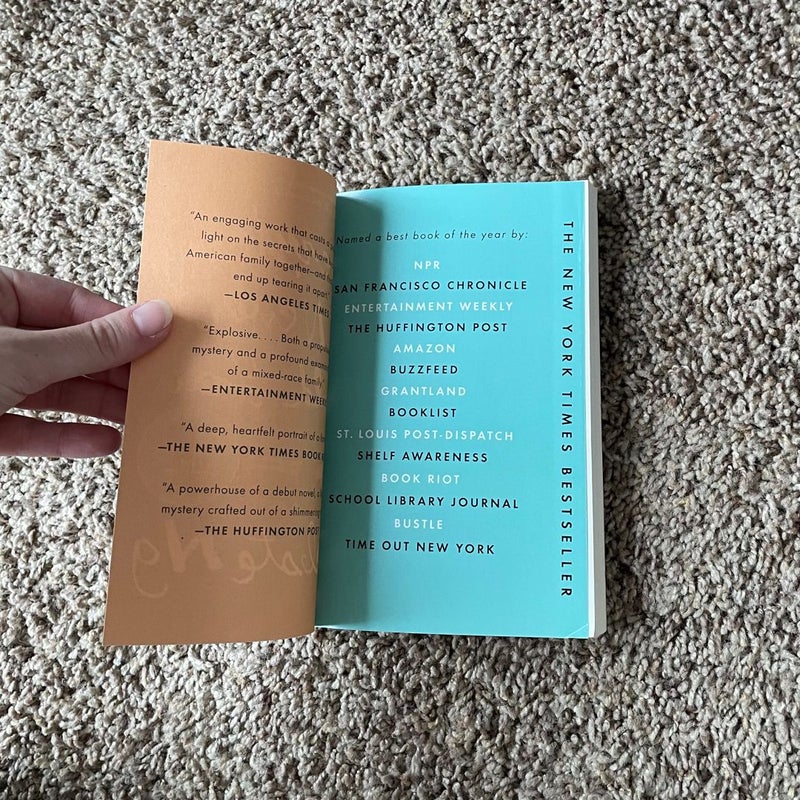 "An engaging work that casts a
light on the secrets that have
American family together—and
end up tearing it apart."
—LOS ANGELES TIMES
"Explosive. . . . Both a
mystery and a profound
of a mixed-race family"
—ENTERTAINMENT WEEKLY
"A deep, heartfelt portrait of a
—THE NEW YORK TIMES BOOK
"A powerhouse of a debut novel, a
mystery crafted out of a shimmering
—THE HUFFINGTON POST
Named a best book of the year by:
NPR
SAN FRANCISCO CHRONICLE
ENTERTAINMENT WEEKLY
THE HUFFINGTON POST
AMAZON
BUZZFEED
GRANTLAND
BOOKLIST
ST. LOUIS POST-DISPATCH
SHELF AWARENESS
BOOK RIOT
SCHOOL LIBRARY JOURNAL
BUSTLE
TIME OUT NEW YORK
THE NEW YORK TIMES BESTSELLER